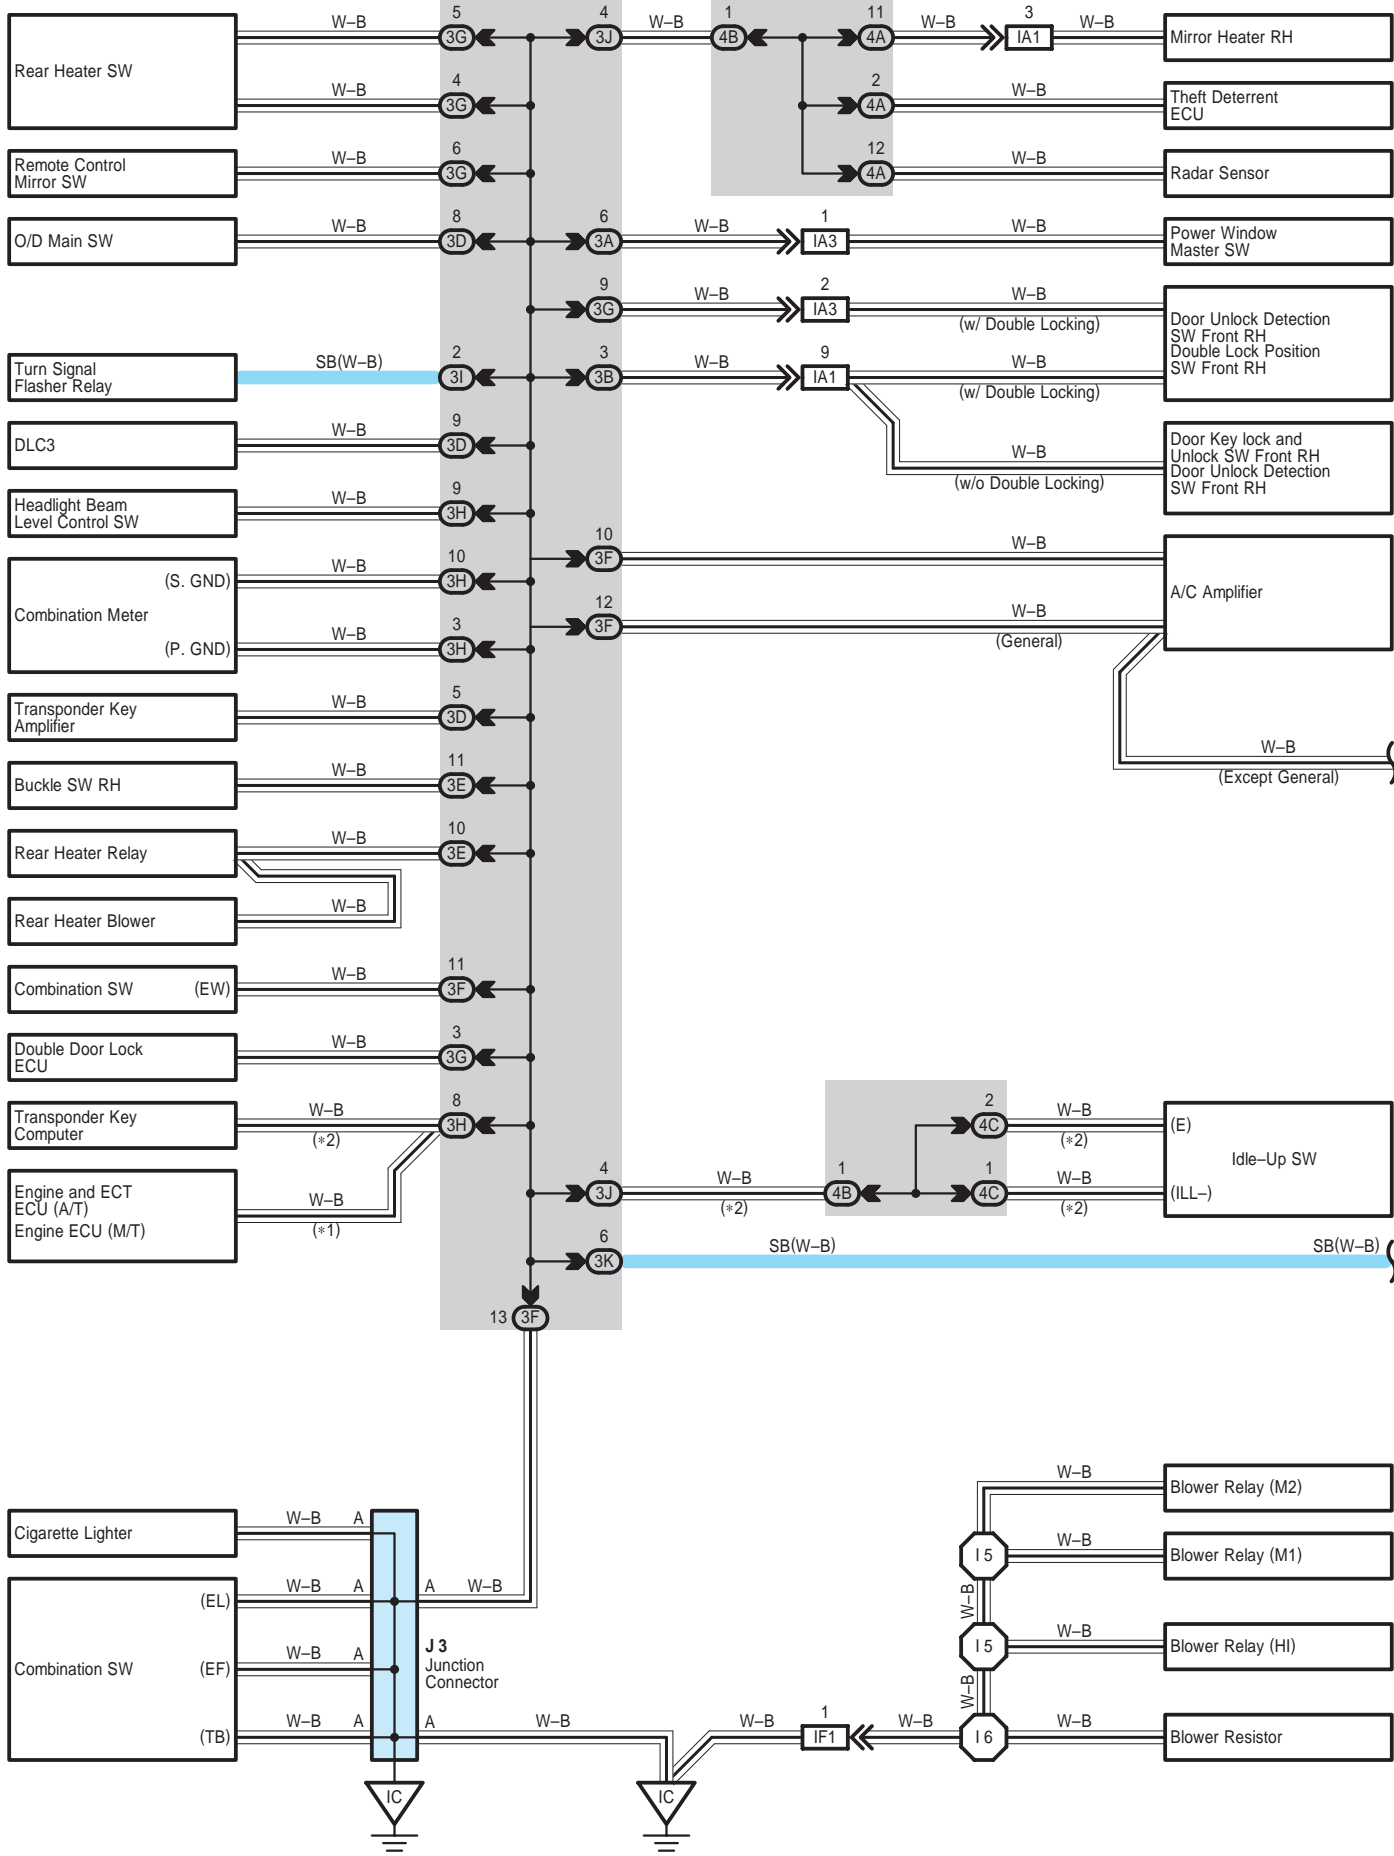 W–B 5 4 W–B 1 11 W–B 3 W–B
3G 3J 4B 4A IA1 Mirror Heater RH
Rear Heater SW
4 W–B 3G
2 4A W–B Theft Deterrent
ECU
Remote Control
Mirror SW
W–B 6 3G
12 4A W–B Radar Sensor
O/D Main SW W–B 8 3D
6 3A W–B 1 IA3 W–B Power Window
Master SW
9 3G W–B 2 IA3 W–B
(w/ Double Locking)
Door Unlock Detection
SW Front RH
Double Lock Position
SW Front RH
Turn Signal
Flasher Relay
SB(W–B) 2 3I
3 3B W–B 9 IA1 W–B
(w/ Double Locking)
DLC3 W–B 9 3D
W–B
(w/o Double Locking)
Door Key lock and
Unlock SW Front RH
Door Unlock Detection
SW Front RH
Headlight Beam
Level Control SW
W–B 9 3H
10 3F W–B
A/C Amplifier
Combination Meter
(S. GND) W–B 10 3H
12 3F W–B
(General)
(P. GND) W–B 3 3H
Transponder Key
Amplifier
W–B 5 3D
W–B
(Except General)
Buckle SW RH W–B 11 3E
Rear Heater Relay W–B 10 3E
Rear Heater Blower W–B
Combination SW (EW) W–B 11 3F
Double Door Lock
ECU
W–B 3 3G
Transponder Key
Computer
W–B 8 3H
(*2)
2 4C W–B (E)
(*2)
Idle–Up SW
Engine and ECT
ECU (A/T)
Engine ECU (M/T)
W–B
(*1)
4 3J W–B 1 4B 1 4C W–B (ILL–)
(*2) (*2)
6 3K SB(W–B) SB(W–B)
13 3F
W–B Blower Relay (M2)
Cigarette Lighter W–B A
I 5 W–B Blower Relay (M1)
Combination SW
(EL) W–B A A W–B
W–B
(EF) W–B A
J 3
Junction
Connector
I 5 W–B Blower Relay (HI)
W–B
(TB) W–B A A W–B W–B 1 IF1 W–B I 6 W–B Blower Resistor
IC IC